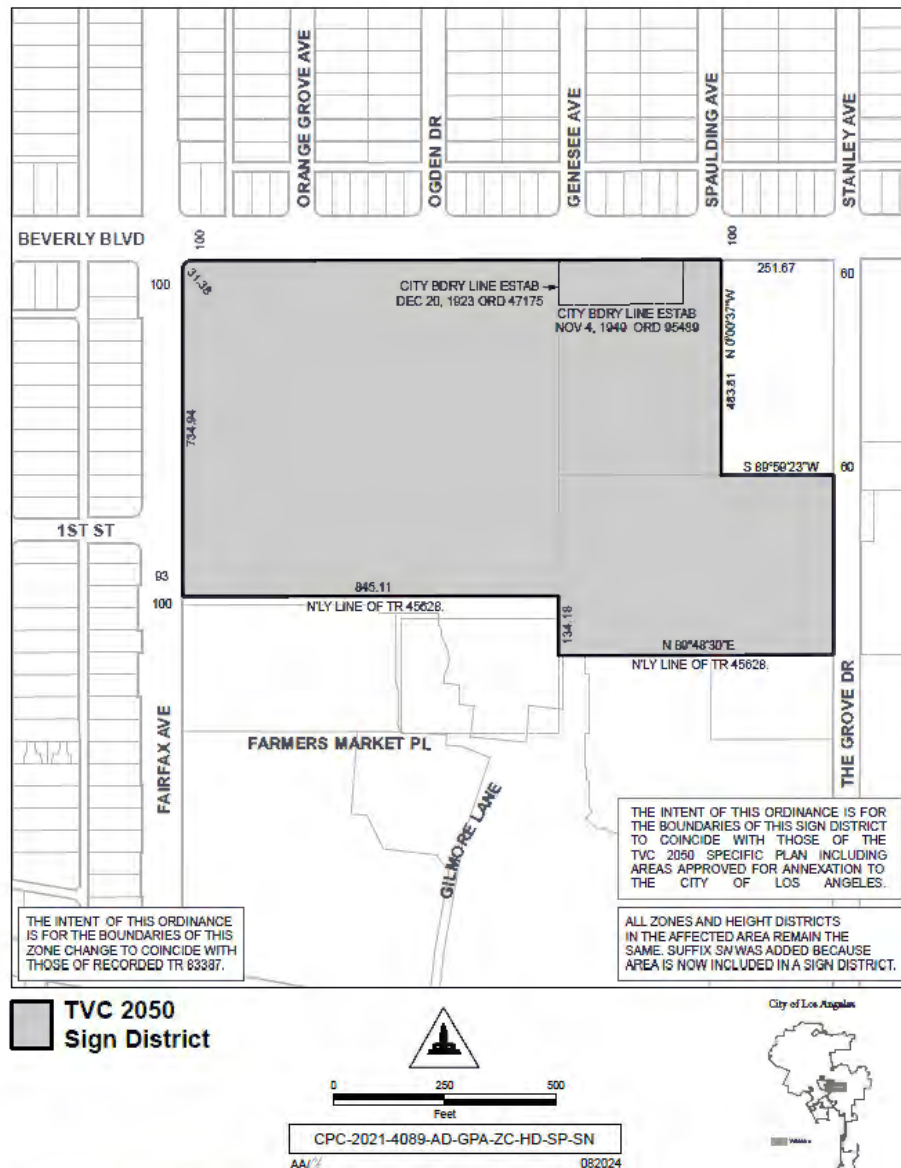 ORANGE GROVE AVE
OGDEN DR
GENESEE AVE
SPAULDING AVE
STANLEY AVE
BEVERLY BLVD
100
100
100
31.38
251.67
60
CITY BDRY LINE ESTAB
DEC 20, 1923 ORD 47175
CITY BDRY LINE ESTAB
NOV 4, 1949 ORD 95489
N 0°00'37"W
483.81
734.94
S 89°59'23"W
60
1ST ST
93
100
845.11
N'LY LINE OF TR 45628.
134.18
N 89°48'30"E
N'LY LINE OF TR 45628.
FAIRFAX AVE
FARMERS MARKET PL
GILMORE LANE
THE GROVE DR
THE INTENT OF THIS ORDINANCE IS FOR
THE BOUNDARIES OF THIS SIGN DISTRICT
TO COINCIDE WITH THOSE OF THE
TVC 2050 SPECIFIC PLAN INCLUDING
AREAS APPROVED FOR ANNEXATION TO
THE CITY OF LOS ANGELES.
THE INTENT OF THIS ORDINANCE
IS FOR THE BOUNDARIES OF THIS
ZONE CHANGE TO COINCIDE WITH
THOSE OF RECORDED TR 83387.
ALL ZONES AND HEIGHT DISTRICTS
IN THE AFFECTED AREA REMAIN THE
SAME. SUFFIX SN WAS ADDED BECAUSE
AREA IS NOW INCLUDED IN A SIGN DISTRICT.
TVC 2050
Sign District
City of Los Angeles
0 250 500
Feet
CPC-2021-4089-AD-GPA-ZC-HD-SP-SN
AA/
082024